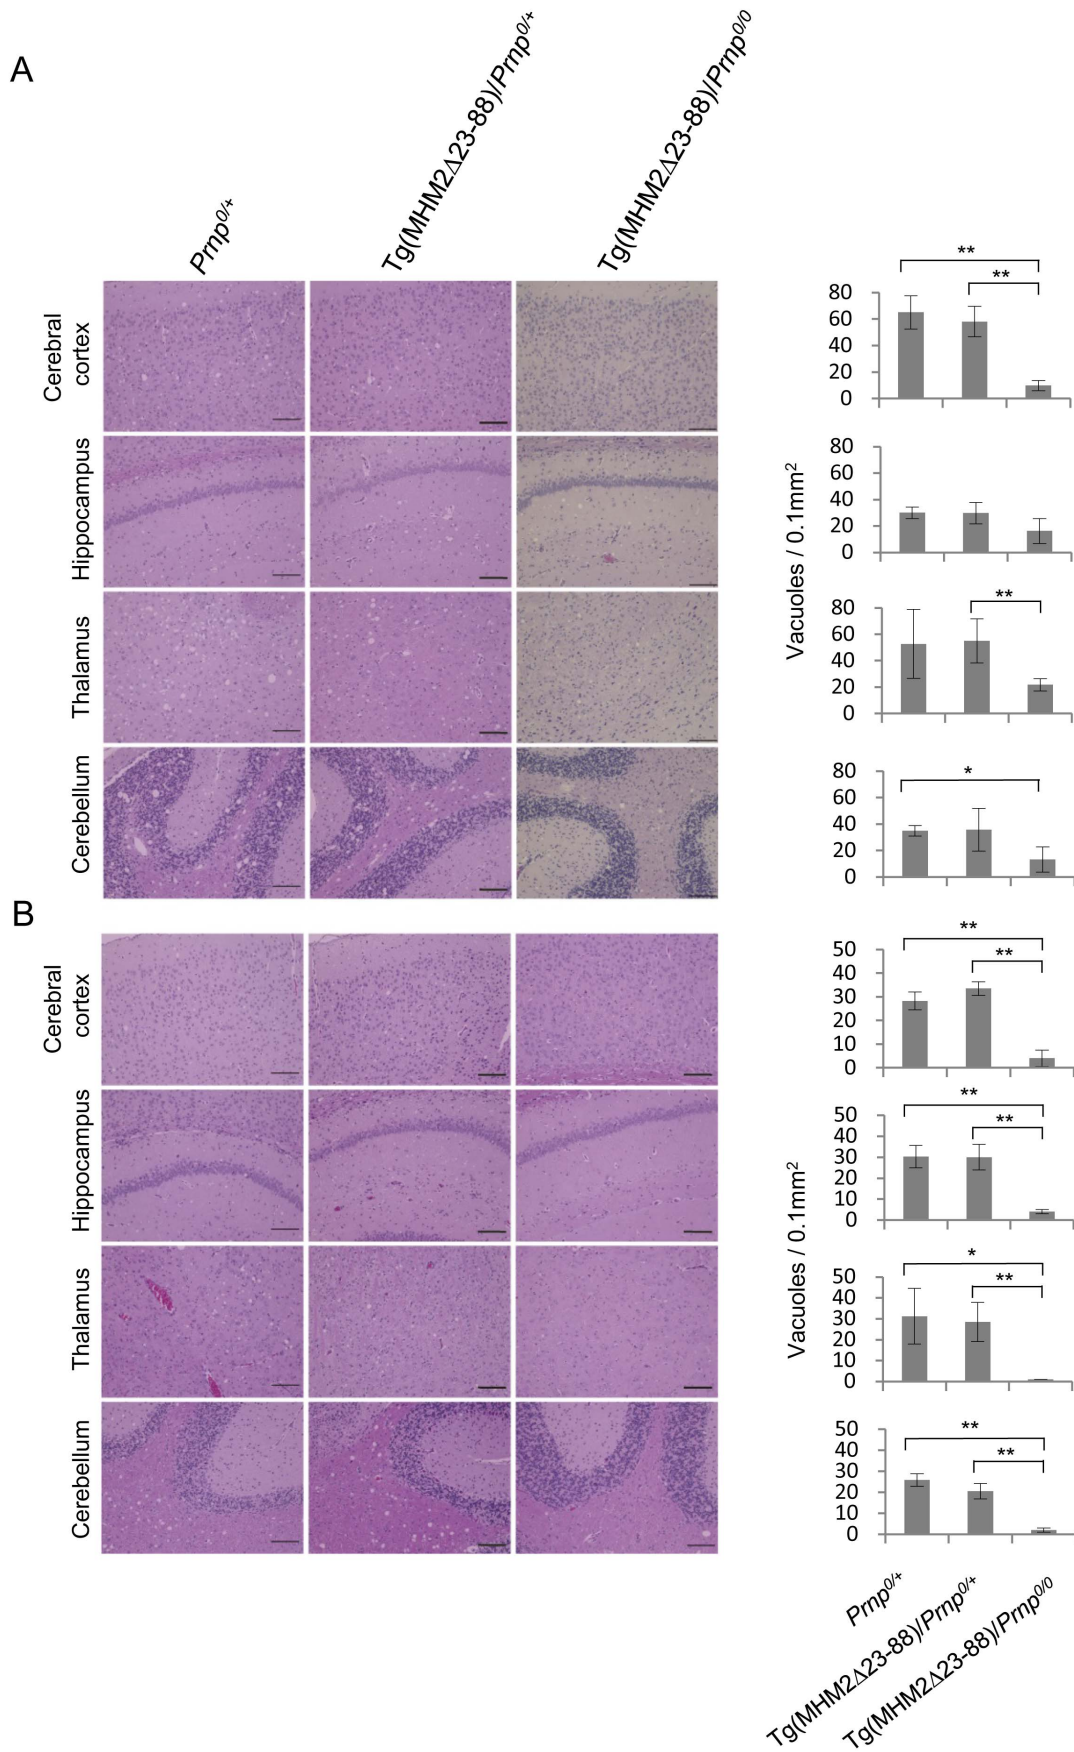 A
Prnp0/+
Tg(MHM2Δ23-88)/Prnp0/+
Tg(MHM2Δ23-88)/Prnp0/0
Cerebral
cortex
Hippocampus
Thalamus
Cerebellum
Vacuoles / 0.1mm2
**
**
80
60
40
20
0
80
60
40
20
0
**
80
60
40
20
0
*
80
60
40
20
0
B
Cerebral
cortex
Hippocampus
Thalamus
Cerebellum
Vacuoles / 0.1mm2
**
**
50
40
30
20
10
0
**
**
50
40
30
20
10
0
*
**
50
40
30
20
10
0
**
**
50
40
30
20
10
0
Prnp0/+
Tg(MHM2Δ23-88)/Prnp0/+
Tg(MHM2Δ23-88)/Prnp0/0